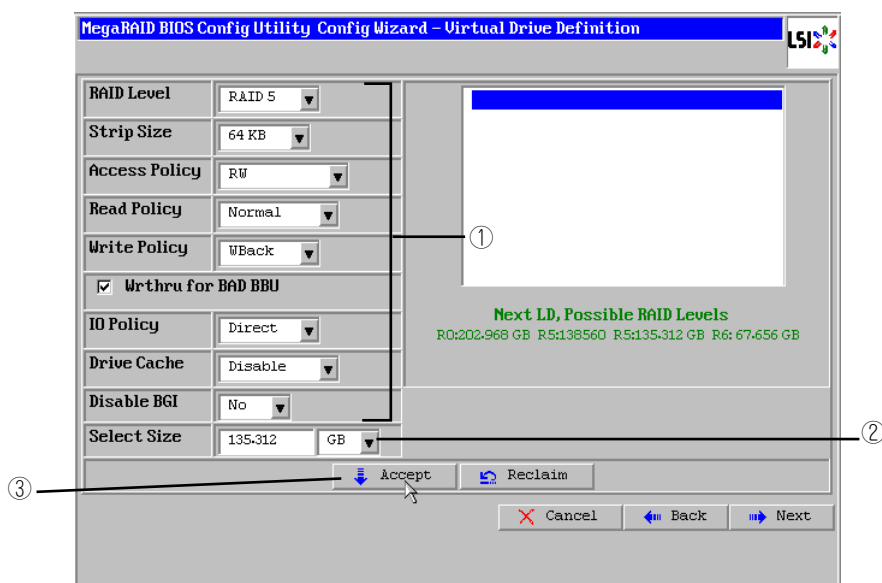 MegaRAID BIOS Config Utility Config Wizard – Virtual Drive Definition
LSI
RAID Level RAID 5
Strip Size 64 KB
Access Policy RW
Read Policy Normal
Write Policy WBack
Wrthru for BAD BBU
IO Policy Direct
Drive Cache Disable
Disable BGI No
Select Size 135.312 GB
①
Next LD, Possible RAID Levels
R0:202.968 GB R5:138560 R5:135.312 GB R6: 67.656 GB
②
③
Accept Reclaim
Cancel Back Next